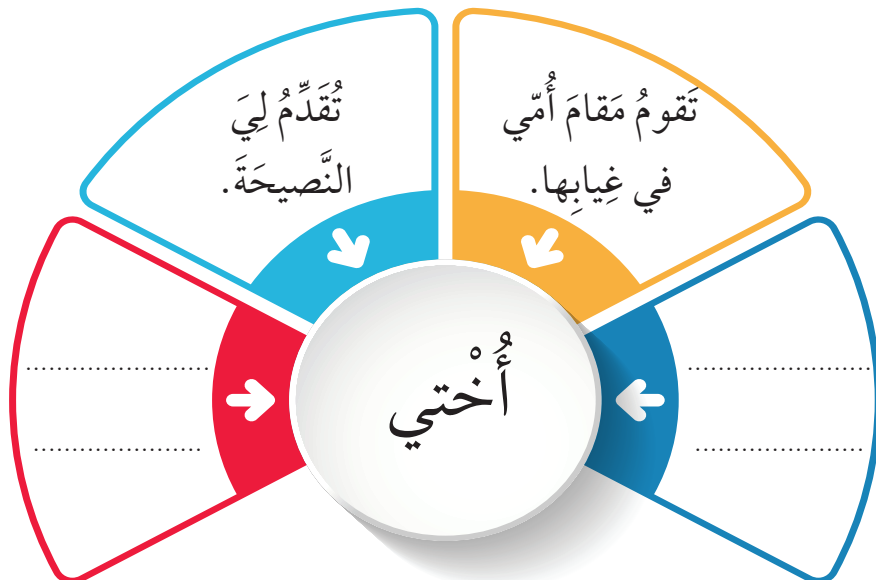 تَقومُ مَقامَ أُمّي
في غِيابِها.
تُقَدِّمُ لِيَ
النَّصيحَةَ.
أُخْتي